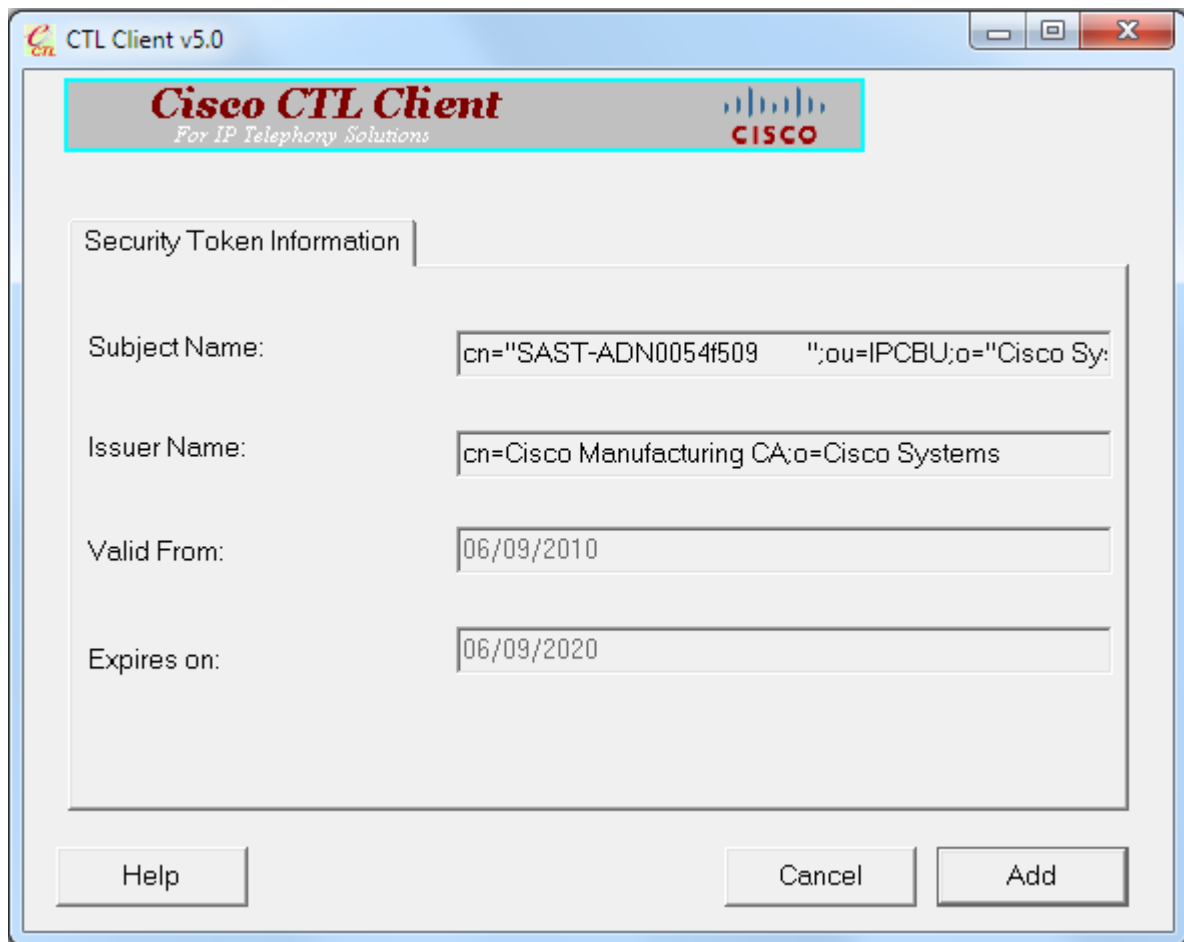 CTL Client v5.0
Cisco CTL Client
For IP Telephony Solutions
CISCO
Security Token Information
Subject Name:
cn="SAST-ADN0054f509 ";ou=IPCBU;o="Cisco Sys
Issuer Name:
cn=Cisco Manufacturing CA;o=Cisco Systems
Valid From:
06/09/2010
Expires on:
06/09/2020
Help
Cancel
Add